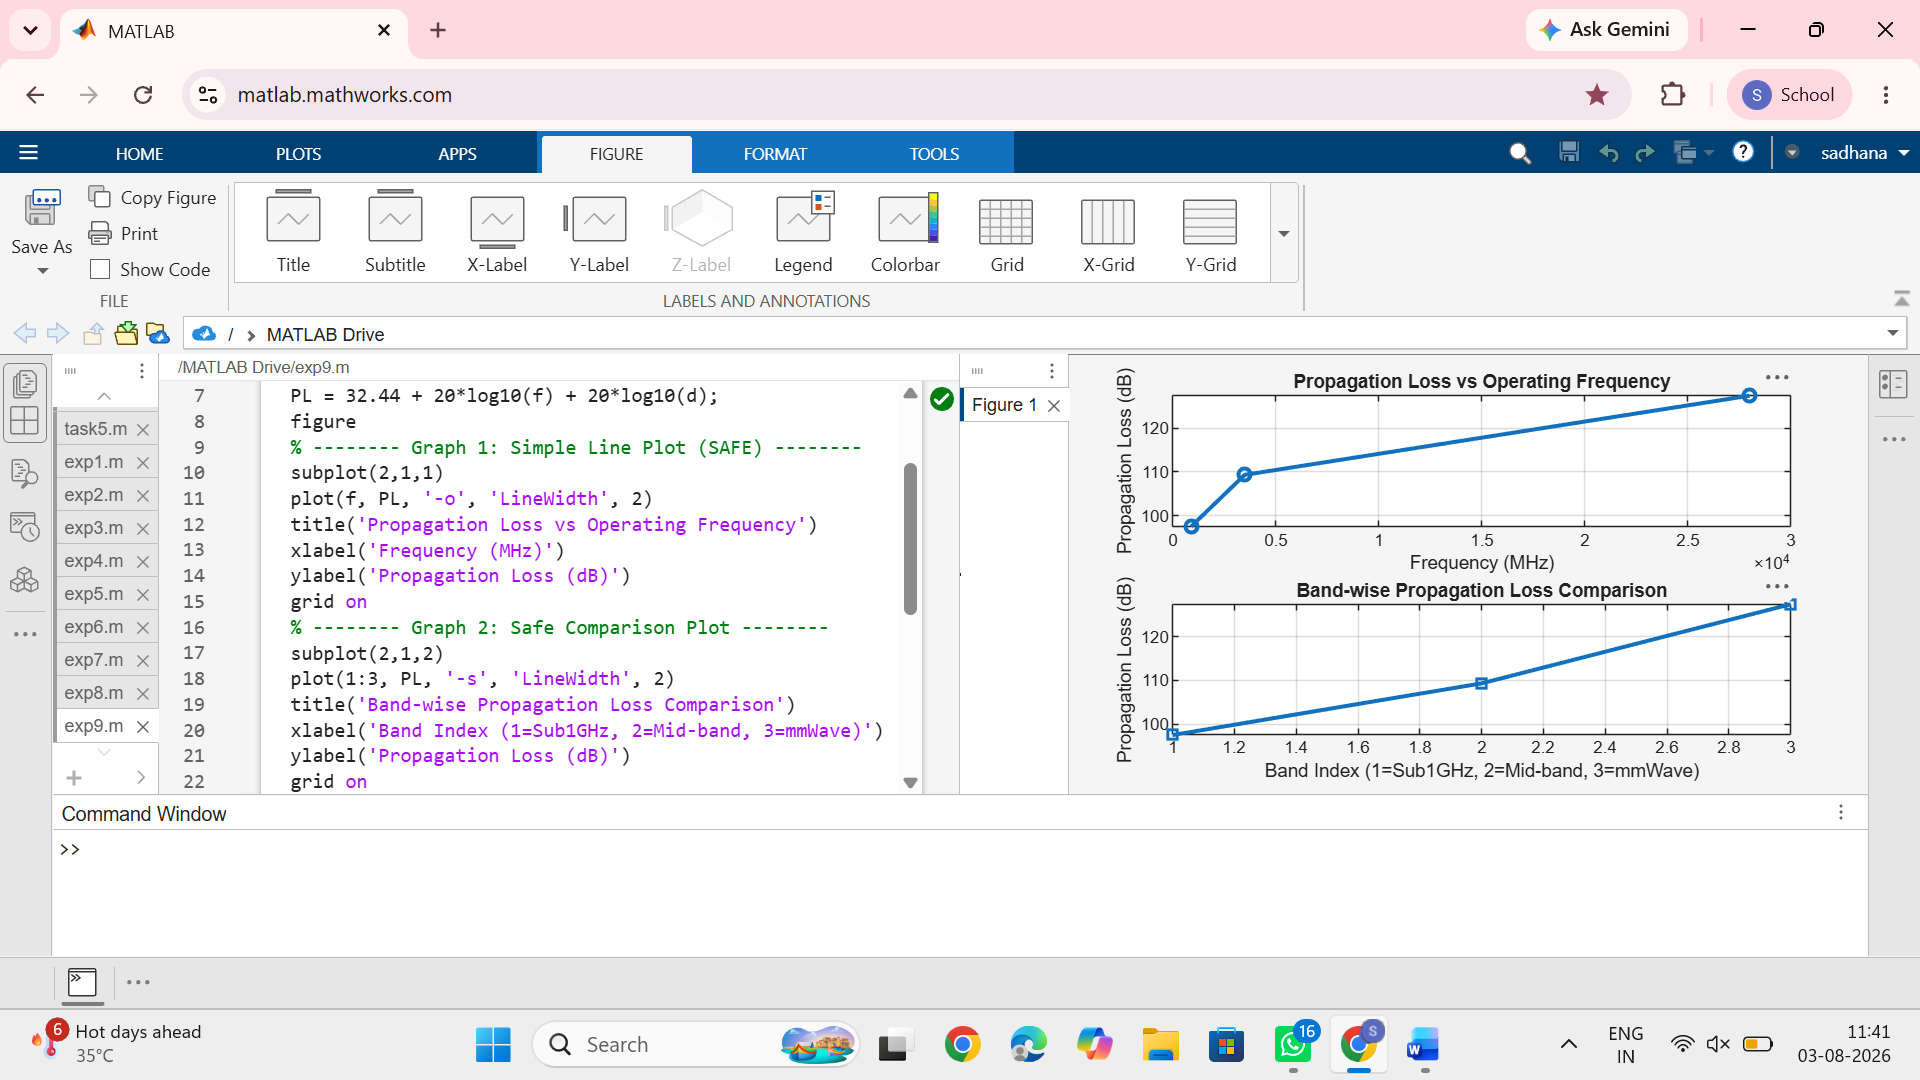 MATLAB
Ask Gemini
matlab.mathworks.com
S
School
HOME
PLOTS
APPS
FIGURE
FORMAT
TOOLS
?
sadhana
Save As
Copy Figure
Print
Show Code
FILE
Title
Subtitle
X-Label
Y-Label
Z-Label
Legend
Colorbar
Grid
X-Grid
Y-Grid
LABELS AND ANNOTATIONS
/ › MATLAB Drive
task5.m
exp1.m
exp2.m
exp3.m
exp4.m
exp5.m
exp6.m
exp7.m
exp8.m
exp9.m
/MATLAB Drive/exp9.m
7 PL = 32.44 + 20*log10(f) + 20*log10(d);
8 figure
9 % -------- Graph 1: Simple Line Plot (SAFE) --------
10 subplot(2,1,1)
11 plot(f, PL, '-o', 'LineWidth', 2)
12 title('Propagation Loss vs Operating Frequency')
13 xlabel('Frequency (MHz)')
14 ylabel('Propagation Loss (dB)')
15 grid on
16 % -------- Graph 2: Safe Comparison Plot --------
17 subplot(2,1,2)
18 plot(1:3, PL, '-s', 'LineWidth', 2)
19 title('Band-wise Propagation Loss Comparison')
20 xlabel('Band Index (1=Sub1GHz, 2=Mid-band, 3=mmWave)')
21 ylabel('Propagation Loss (dB)')
22 grid on
Figure 1
Propagation Loss vs Operating Frequency
Propagation Loss (dB)
120
110
100
0 0.5 1 1.5 2 2.5 3
Frequency (MHz)
×10⁴
Band-wise Propagation Loss Comparison
Propagation Loss (dB)
120
110
100
1 1.2 1.4 1.6 1.8 2 2.2 2.4 2.6 2.8 3
Band Index (1=Sub1GHz, 2=Mid-band, 3=mmWave)
Command Window
>>
6
Hot days ahead
35°C
Search
16
S
W
ENG
IN
11:41
03-08-2026